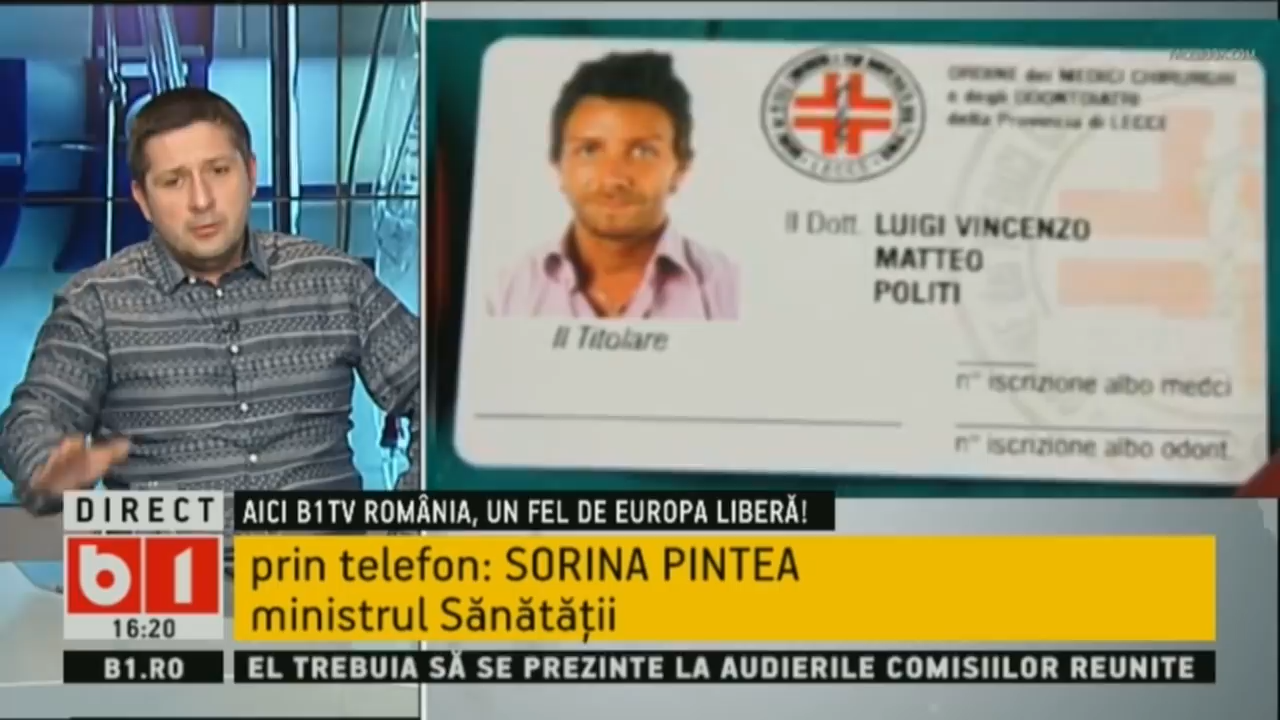 ORDINE dei MEDICI CHIRURGHI
e degli ODONTOIATRI
della Provincia di LECCE
LECCE
Il Dott. LUIGI VINCENZO
MATTEO
POLITI
Il Titolare
n° iscrizione albo medci
n° iscrizione albo odont.
DIRECT
AICI B1TV ROMÂNIA, UN FEL DE EUROPA LIBERĂ!
b1
prin telefon: SORINA PINTEA
ministrul Sănătății
16:20
B1.RO
EL TREBUIA SĂ SE PREZINTE LA AUDIERILE COMISIILOR REUNITE